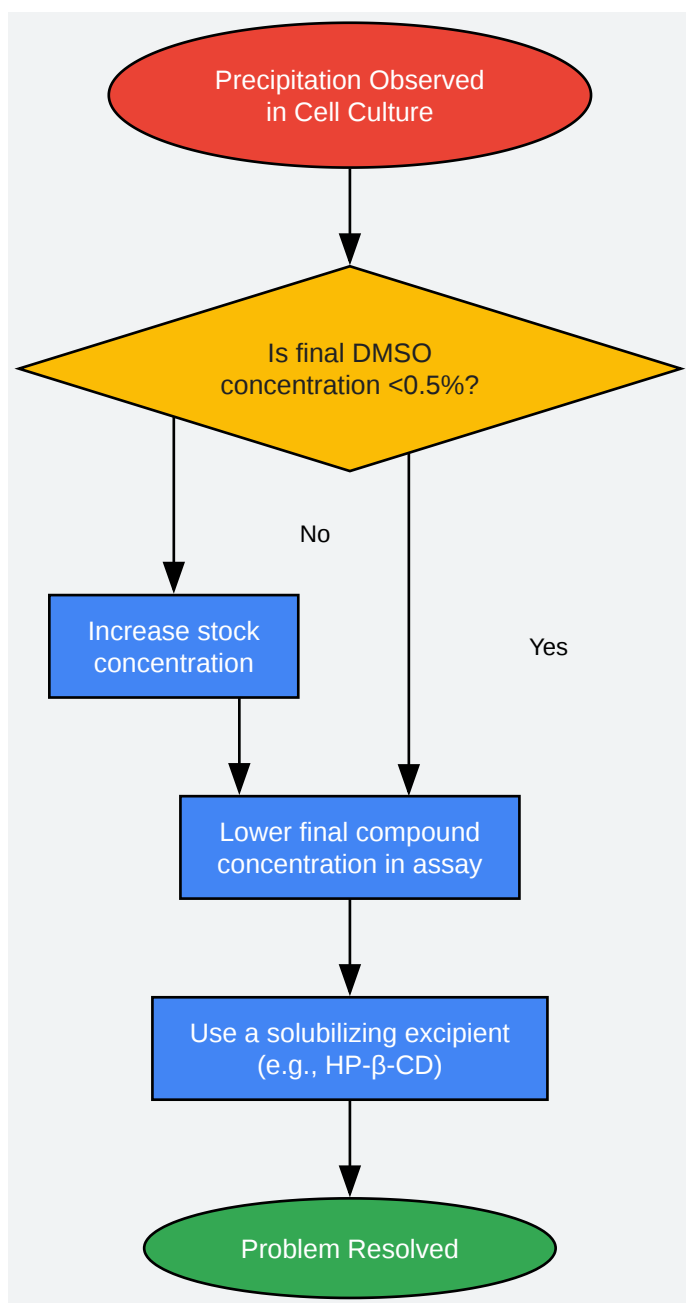 Precipitation Observed
in Cell Culture
Is final DMSO
concentration <0.5%?
No
Increase stock
concentration
Yes
Lower final compound
concentration in assay
Use a solubilizing excipient
(e.g., HP-β-CD)
Problem Resolved